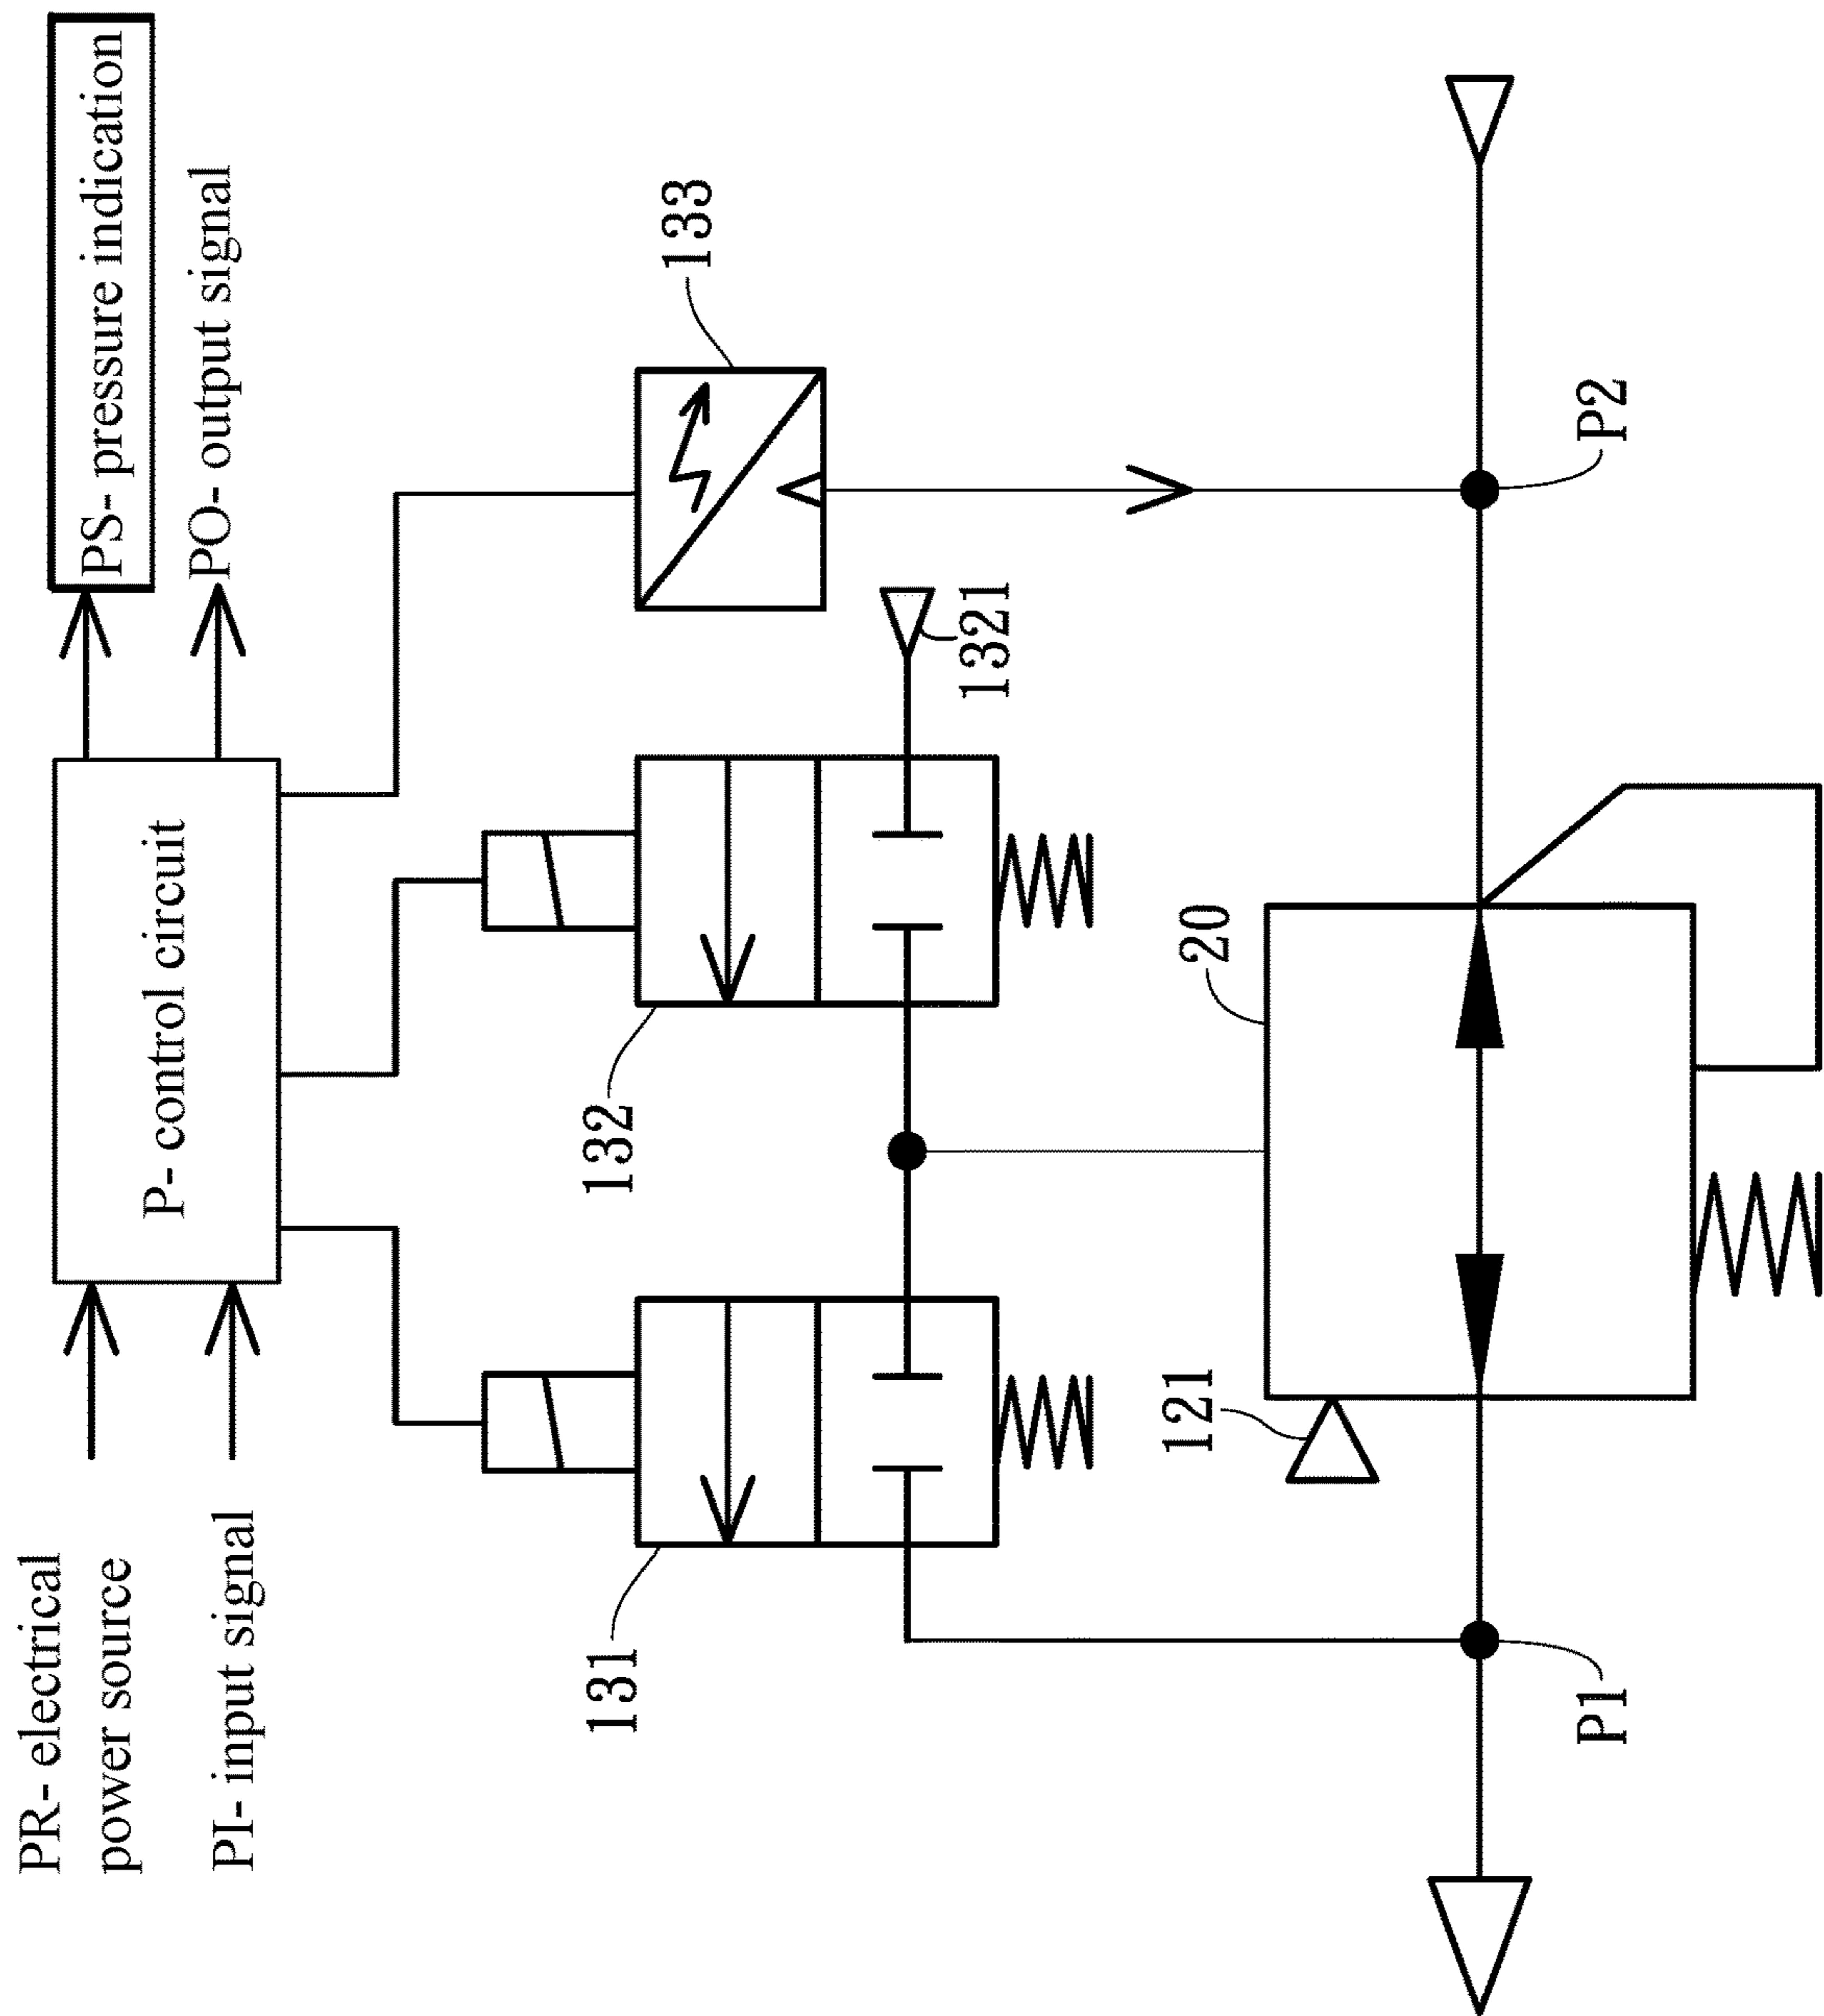 PR- electrical
power source
PI- input signal
P- control circuit
PS- pressure indication
PO- output signal
131
132
133
1321
121
20
P1
P2